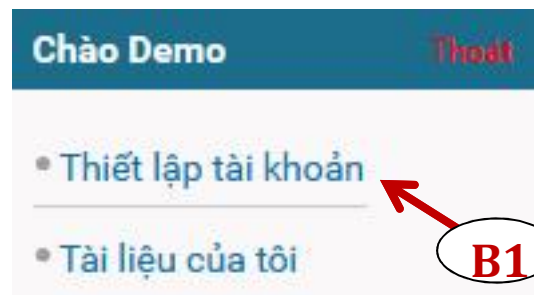 Chào Demo Thoát
Thiết lập tài khoản
Tài liệu của tôi
B1